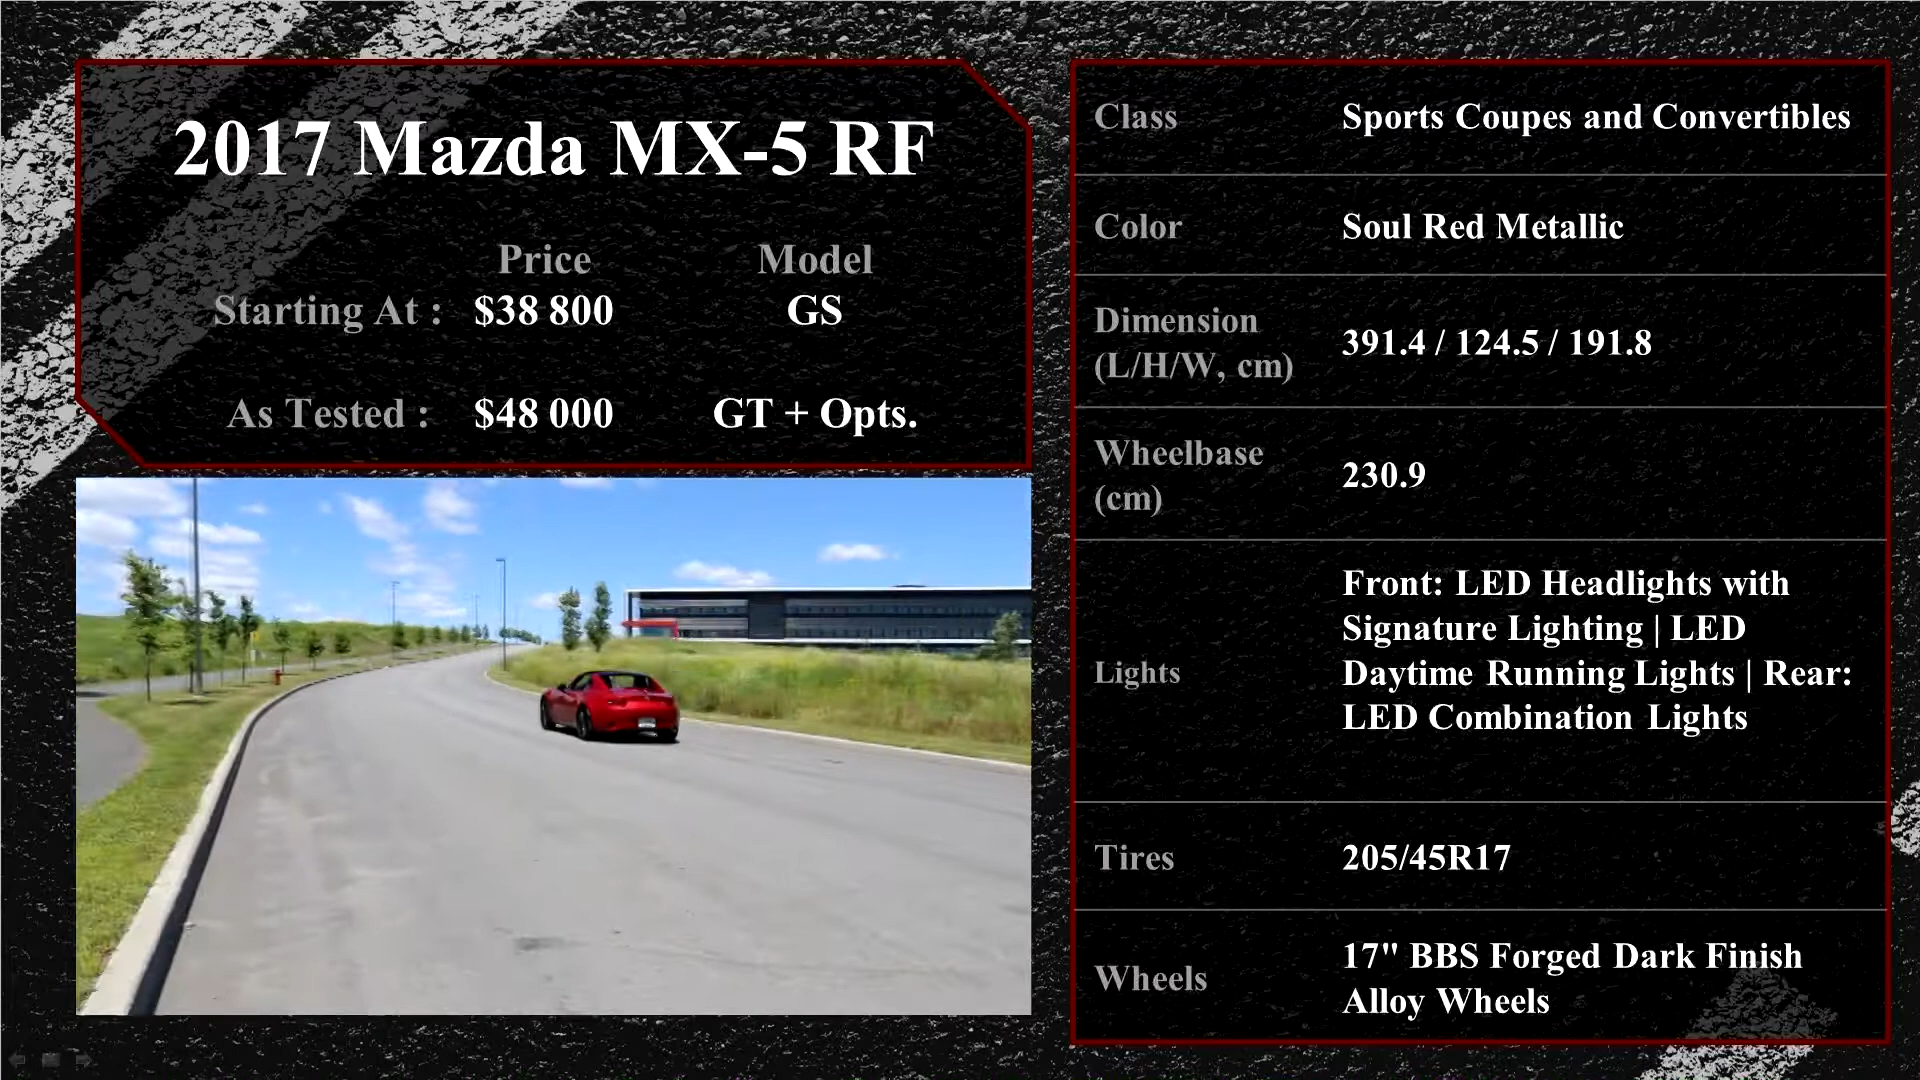 2017 Mazda MX-5 RF
Price Model
Starting At : $38 800 GS
As Tested : $48 000 GT + Opts.
Class Sports Coupes and Convertibles
Color Soul Red Metallic
Dimension
(L/H/W, cm)
391.4 / 124.5 / 191.8
Wheelbase
(cm)
230.9
Lights
Front: LED Headlights with
Signature Lighting | LED
Daytime Running Lights | Rear:
LED Combination Lights
Tires 205/45R17
Wheels
17" BBS Forged Dark Finish
Alloy Wheels